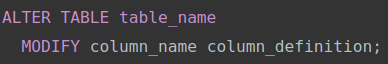 ALTER TABLE table_name
MODIFY column_name column_definition;